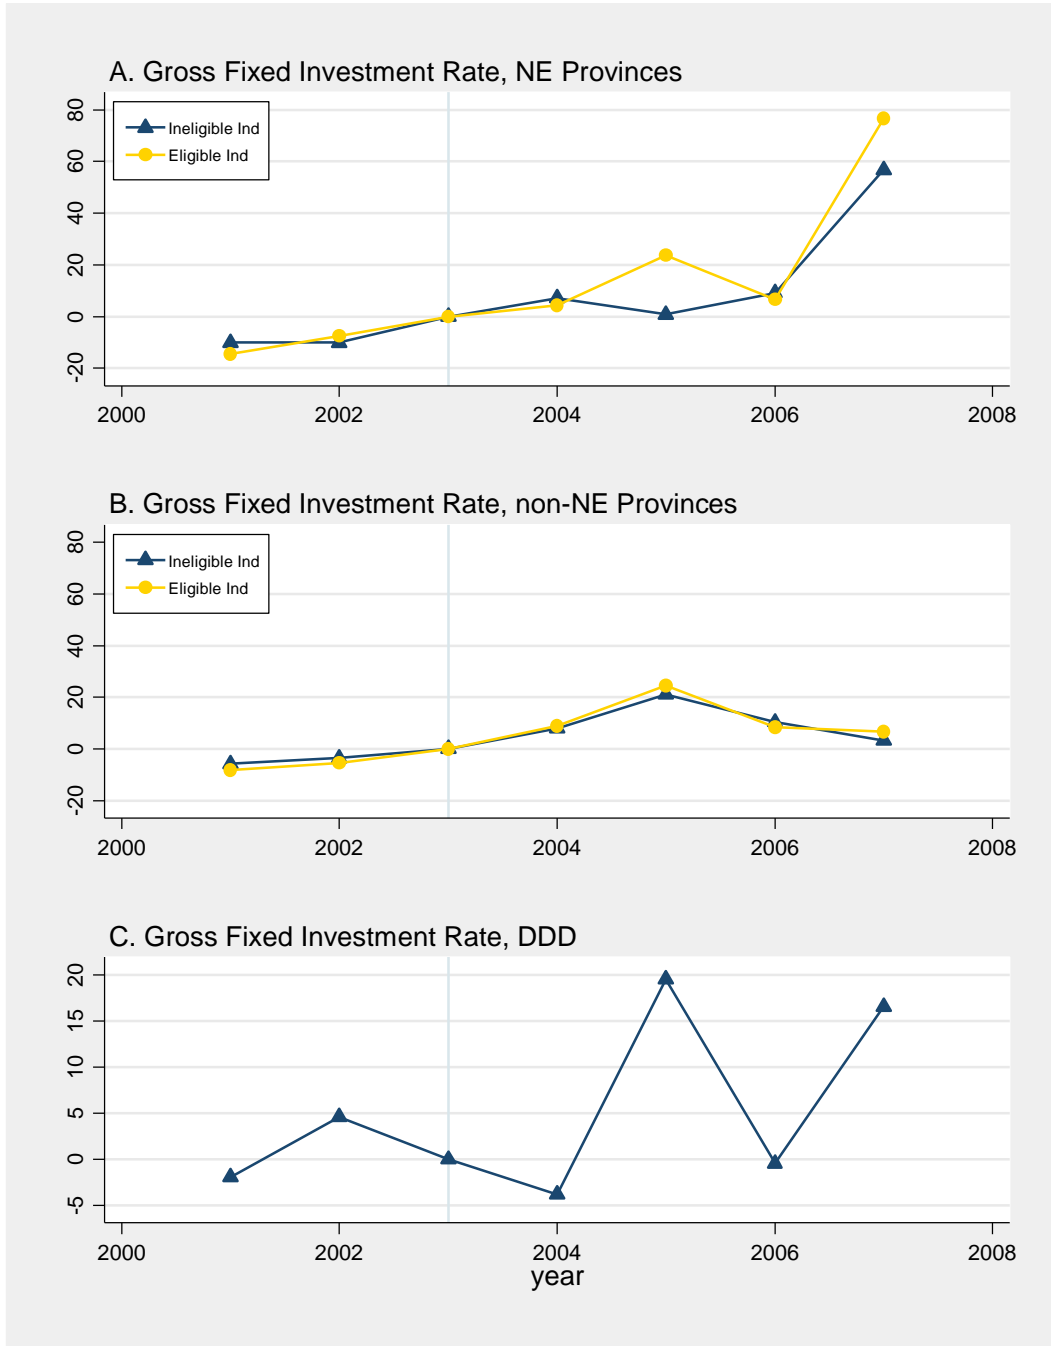 A. Gross Fixed Investment Rate, NE Provinces
80
60
40
20
0
-20
Ineligible Ind
Eligible Ind
2000 2002 2004 2006 2008
B. Gross Fixed Investment Rate, non-NE Provinces
80
60
40
20
0
-20
Ineligible Ind
Eligible Ind
2000 2002 2004 2006 2008
C. Gross Fixed Investment Rate, DDD
20
15
10
5
0
-5
2000 2002 2004 2006 2008
year